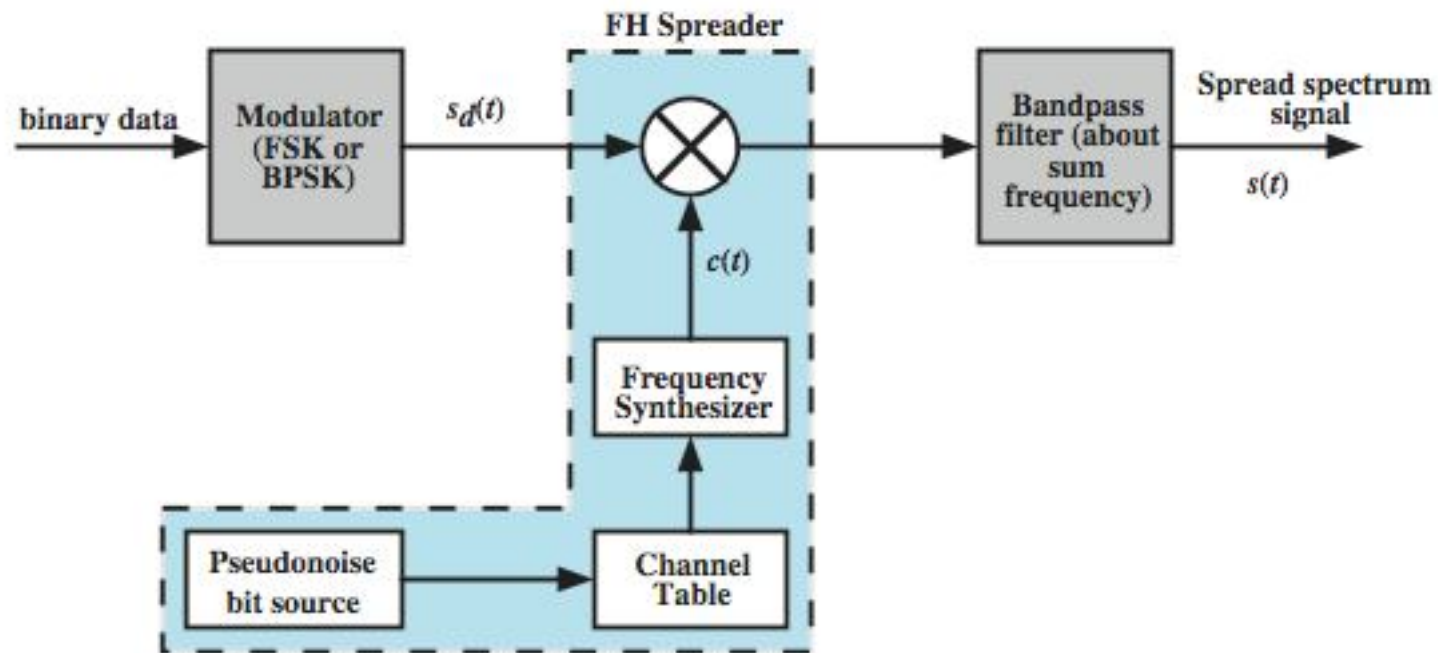 FH Spreader
binary data
Modulator
(FSK or
BPSK)
s_d(t)
Bandpass
filter (about
sum
frequency)
Spread spectrum
signal
s(t)
c(t)
Frequency
Synthesizer
Pseudonoise
bit source
Channel
Table